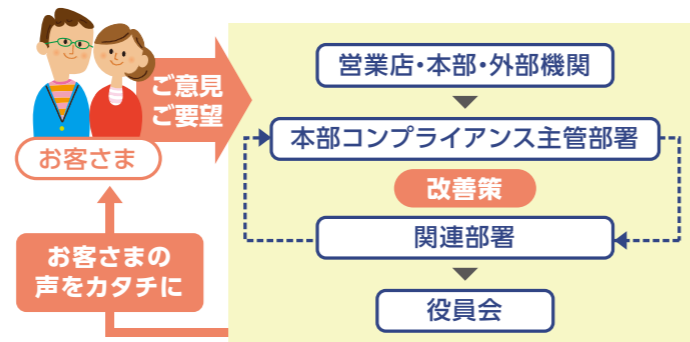 お客さま
ご意見
ご要望
営業店・本部・外部機関
本部コンプライアンス主管部署
改善策
関連部署
役員会
お客さまの
声をカタチに